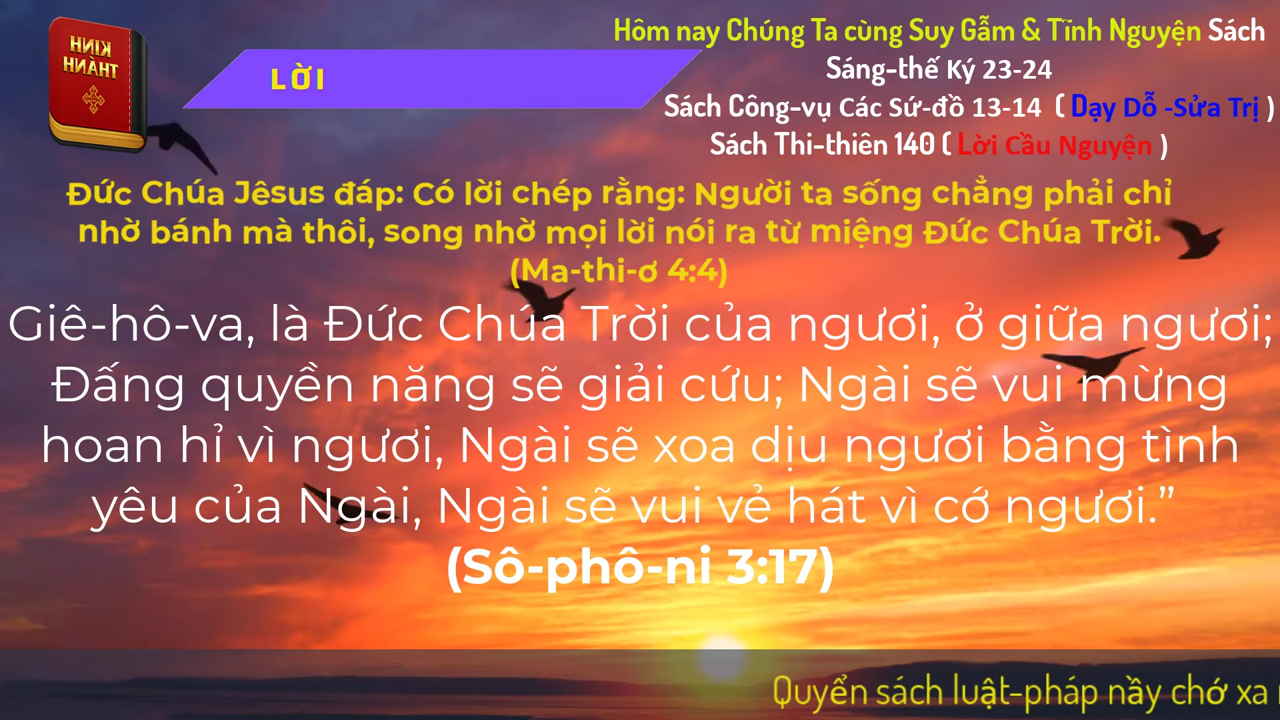 KINH
THÁNH
LỜI
Hôm nay Chúng Ta cùng Suy Gẫm & Tĩnh Nguyện Sách
Sáng-thế Ký 23-24
Sách Công-vụ Các Sứ-đồ 13-14 ( Dạy Dỗ -Sửa Trị )
Sách Thi-thiên 140 ( Lời Cầu Nguyện )
Đức Chúa Jêsus đáp: Có lời chép rằng: Người ta sống chẳng phải chỉ
nhờ bánh mà thôi, song nhờ mọi lời nói ra từ miệng Đức Chúa Trời.
(Ma-thi-ơ 4:4)
Giê-hô-va, là Đức Chúa Trời của ngươi, ở giữa ngươi;
Đấng quyền năng sẽ giải cứu; Ngài sẽ vui mừng
hoan hỉ vì ngươi, Ngài sẽ xoa dịu ngươi bằng tình
yêu của Ngài, Ngài sẽ vui vẻ hát vì cớ ngươi.”
(Sô-phô-ni 3:17)
Quyển sách luật-pháp nầy chớ xa